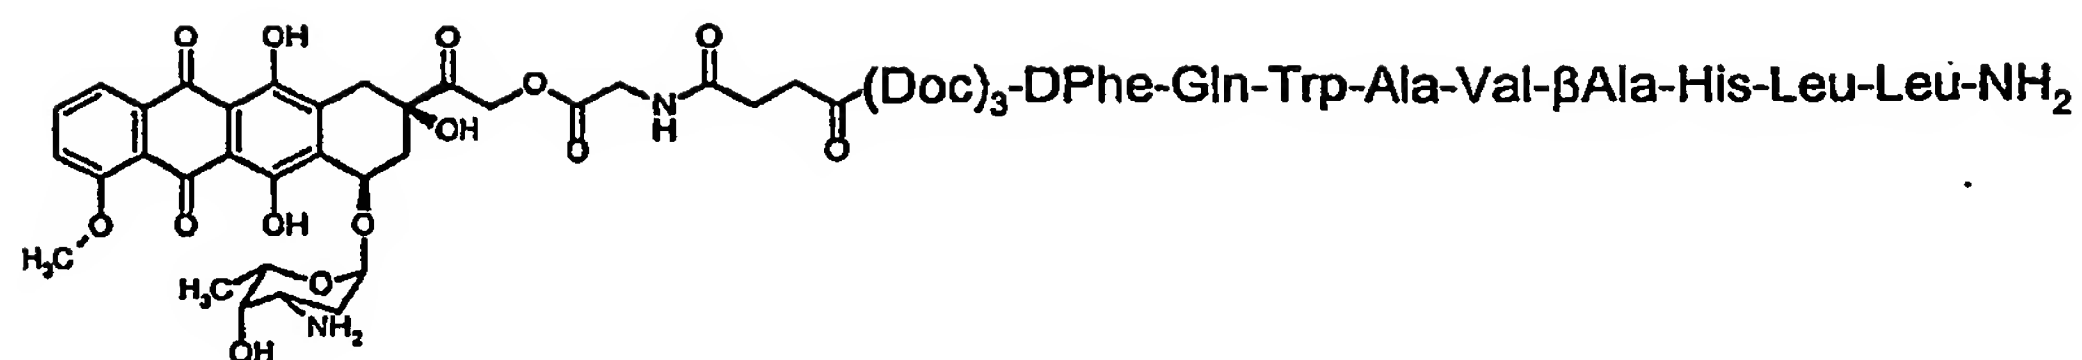 O OH O O
O (Doc)₃-DPhe-Gln-Trp-Ala-Val-βAla-His-Leu-Leu-NH₂
OH O N H O
O O OH O
H₃C
H₃C O
NH₂
OH